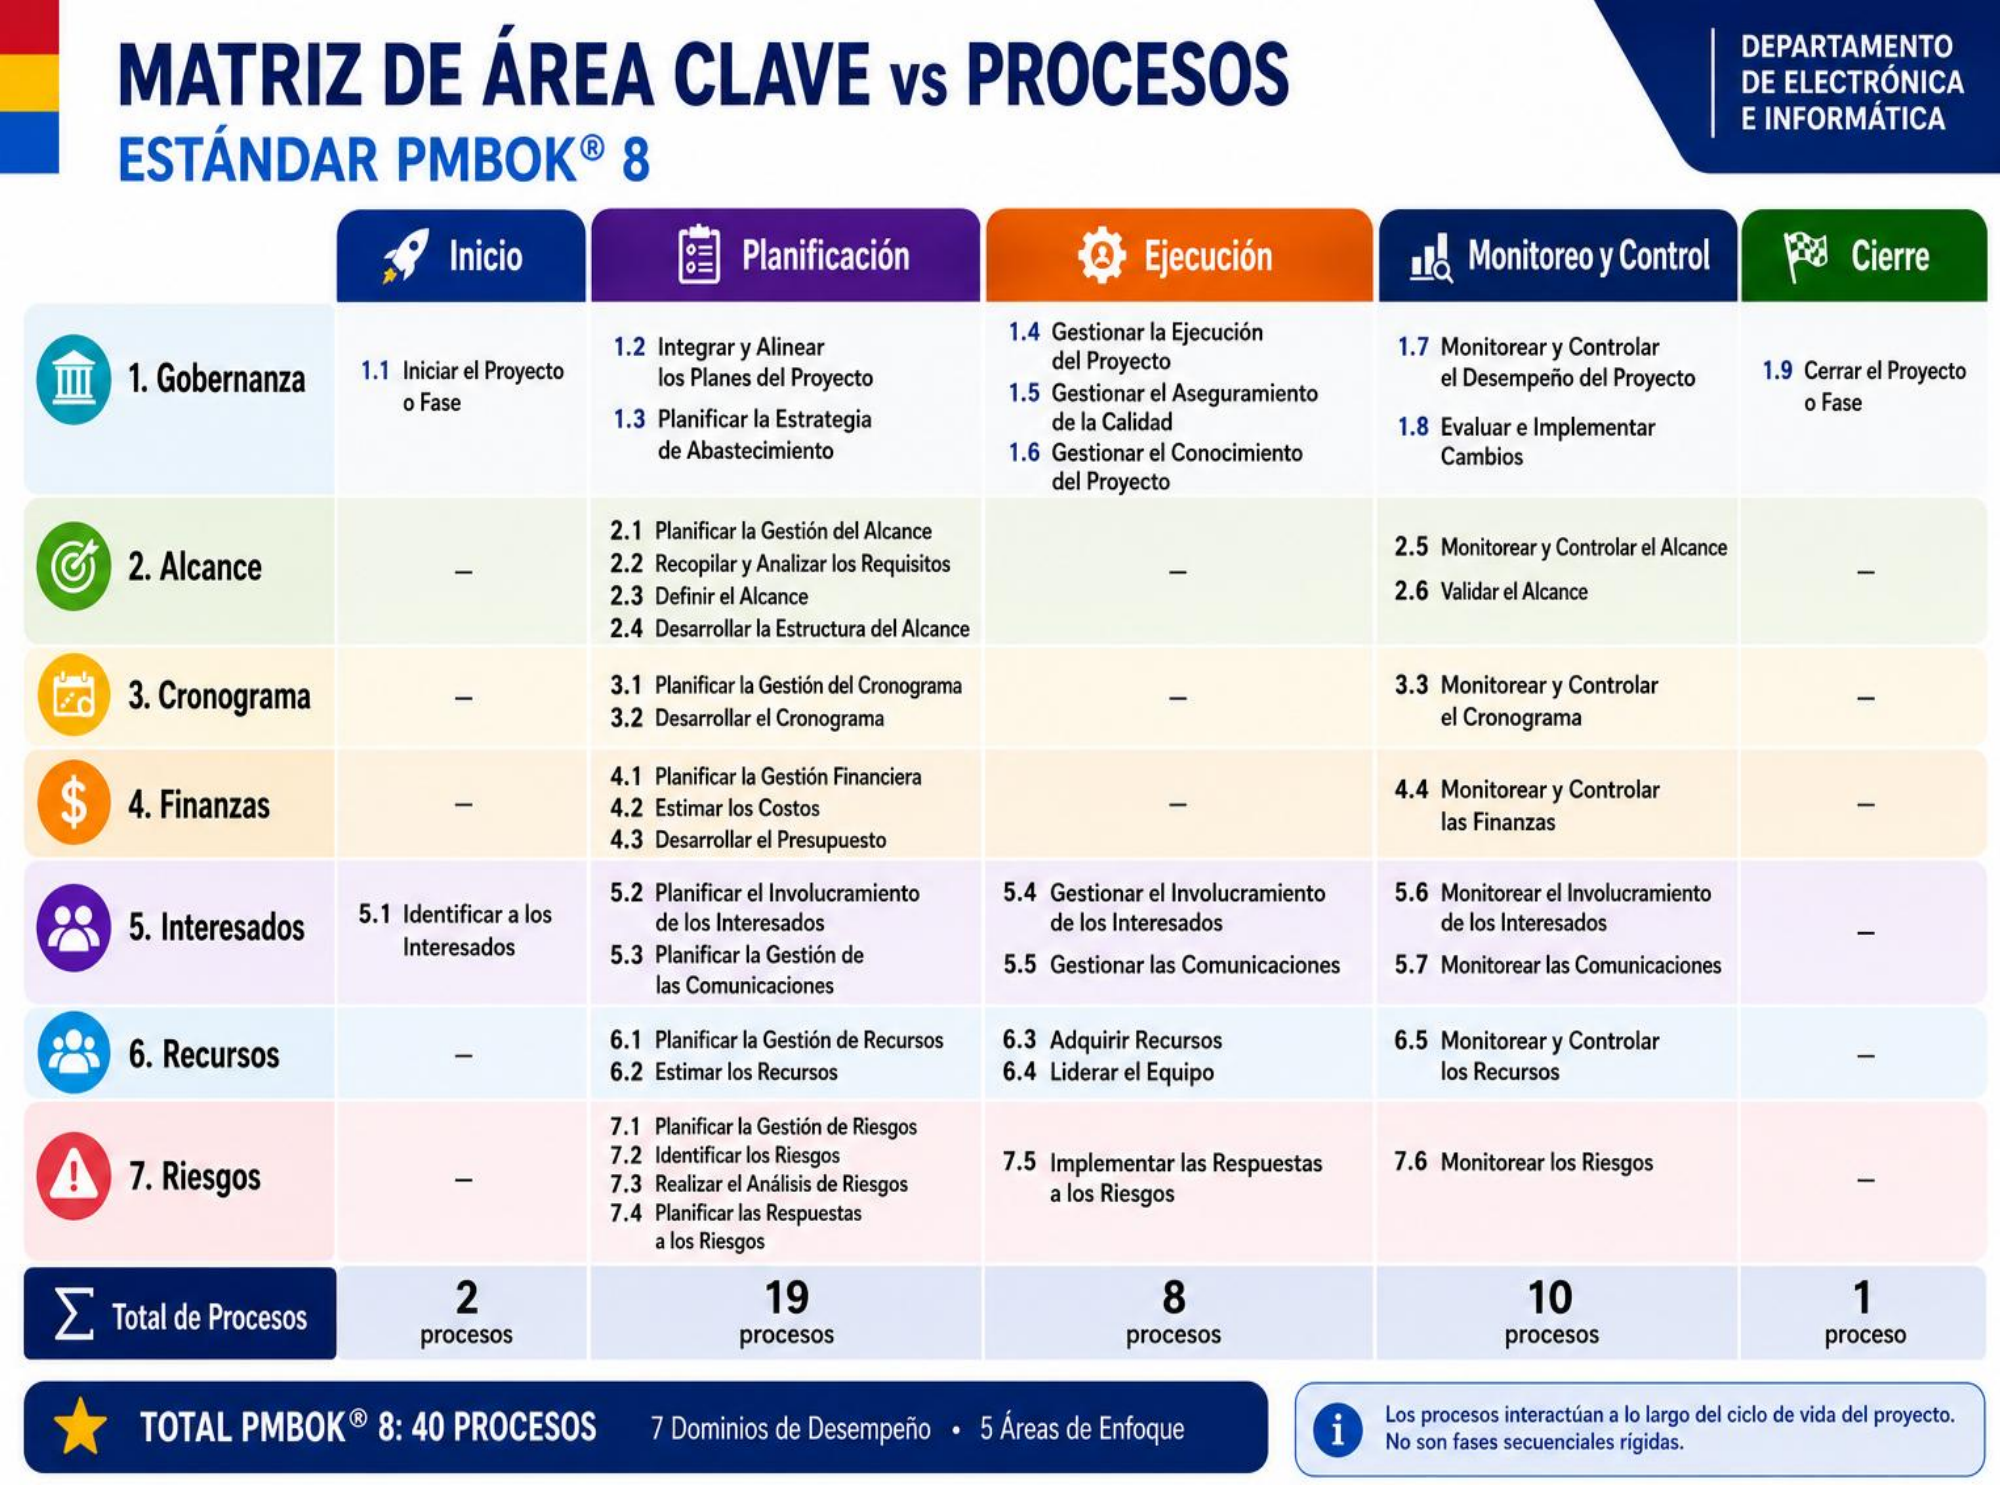 MATRIZ DE ÁREA CLAVE vs PROCESOS
ESTÁNDAR PMBOK® 8
DEPARTAMENTO
DE ELECTRÓNICA
E INFORMÁTICA
Inicio
Planificación
Ejecución
Monitoreo y Control
Cierre
1. Gobernanza
1.1 Iniciar el Proyecto
o Fase
1.2 Integrar y Alinear
los Planes del Proyecto
1.3 Planificar la Estrategia
de Abastecimiento
1.4 Gestionar la Ejecución
del Proyecto
1.5 Gestionar el Aseguramiento
de la Calidad
1.6 Gestionar el Conocimiento
del Proyecto
1.7 Monitorear y Controlar
el Desempeño del Proyecto
1.8 Evaluar e Implementar
Cambios
1.9 Cerrar el Proyecto
o Fase
2. Alcance
–
2.1 Planificar la Gestión del Alcance
2.2 Recopilar y Analizar los Requisitos
2.3 Definir el Alcance
2.4 Desarrollar la Estructura del Alcance
–
2.5 Monitorear y Controlar el Alcance
2.6 Validar el Alcance
–
3. Cronograma
–
3.1 Planificar la Gestión del Cronograma
3.2 Desarrollar el Cronograma
–
3.3 Monitorear y Controlar
el Cronograma
–
4. Finanzas
–
4.1 Planificar la Gestión Financiera
4.2 Estimar los Costos
4.3 Desarrollar el Presupuesto
–
4.4 Monitorear y Controlar
las Finanzas
–
5. Interesados
5.1 Identificar a los
Interesados
5.2 Planificar el Involucramiento
de los Interesados
5.3 Planificar la Gestión de
las Comunicaciones
5.4 Gestionar el Involucramiento
de los Interesados
5.5 Gestionar las Comunicaciones
5.6 Monitorear el Involucramiento
de los Interesados
5.7 Monitorear las Comunicaciones
–
6. Recursos
–
6.1 Planificar la Gestión de Recursos
6.2 Estimar los Recursos
6.3 Adquirir Recursos
6.4 Liderar el Equipo
6.5 Monitorear y Controlar
los Recursos
–
7. Riesgos
–
7.1 Planificar la Gestión de Riesgos
7.2 Identificar los Riesgos
7.3 Realizar el Análisis de Riesgos
7.4 Planificar las Respuestas
a los Riesgos
7.5 Implementar las Respuestas
a los Riesgos
7.6 Monitorear los Riesgos
–
Σ Total de Procesos
2
procesos
19
procesos
8
procesos
10
procesos
1
proceso
TOTAL PMBOK® 8: 40 PROCESOS
7 Dominios de Desempeño • 5 Áreas de Enfoque
i
Los procesos interactúan a lo largo del ciclo de vida del proyecto.
No son fases secuenciales rígidas.